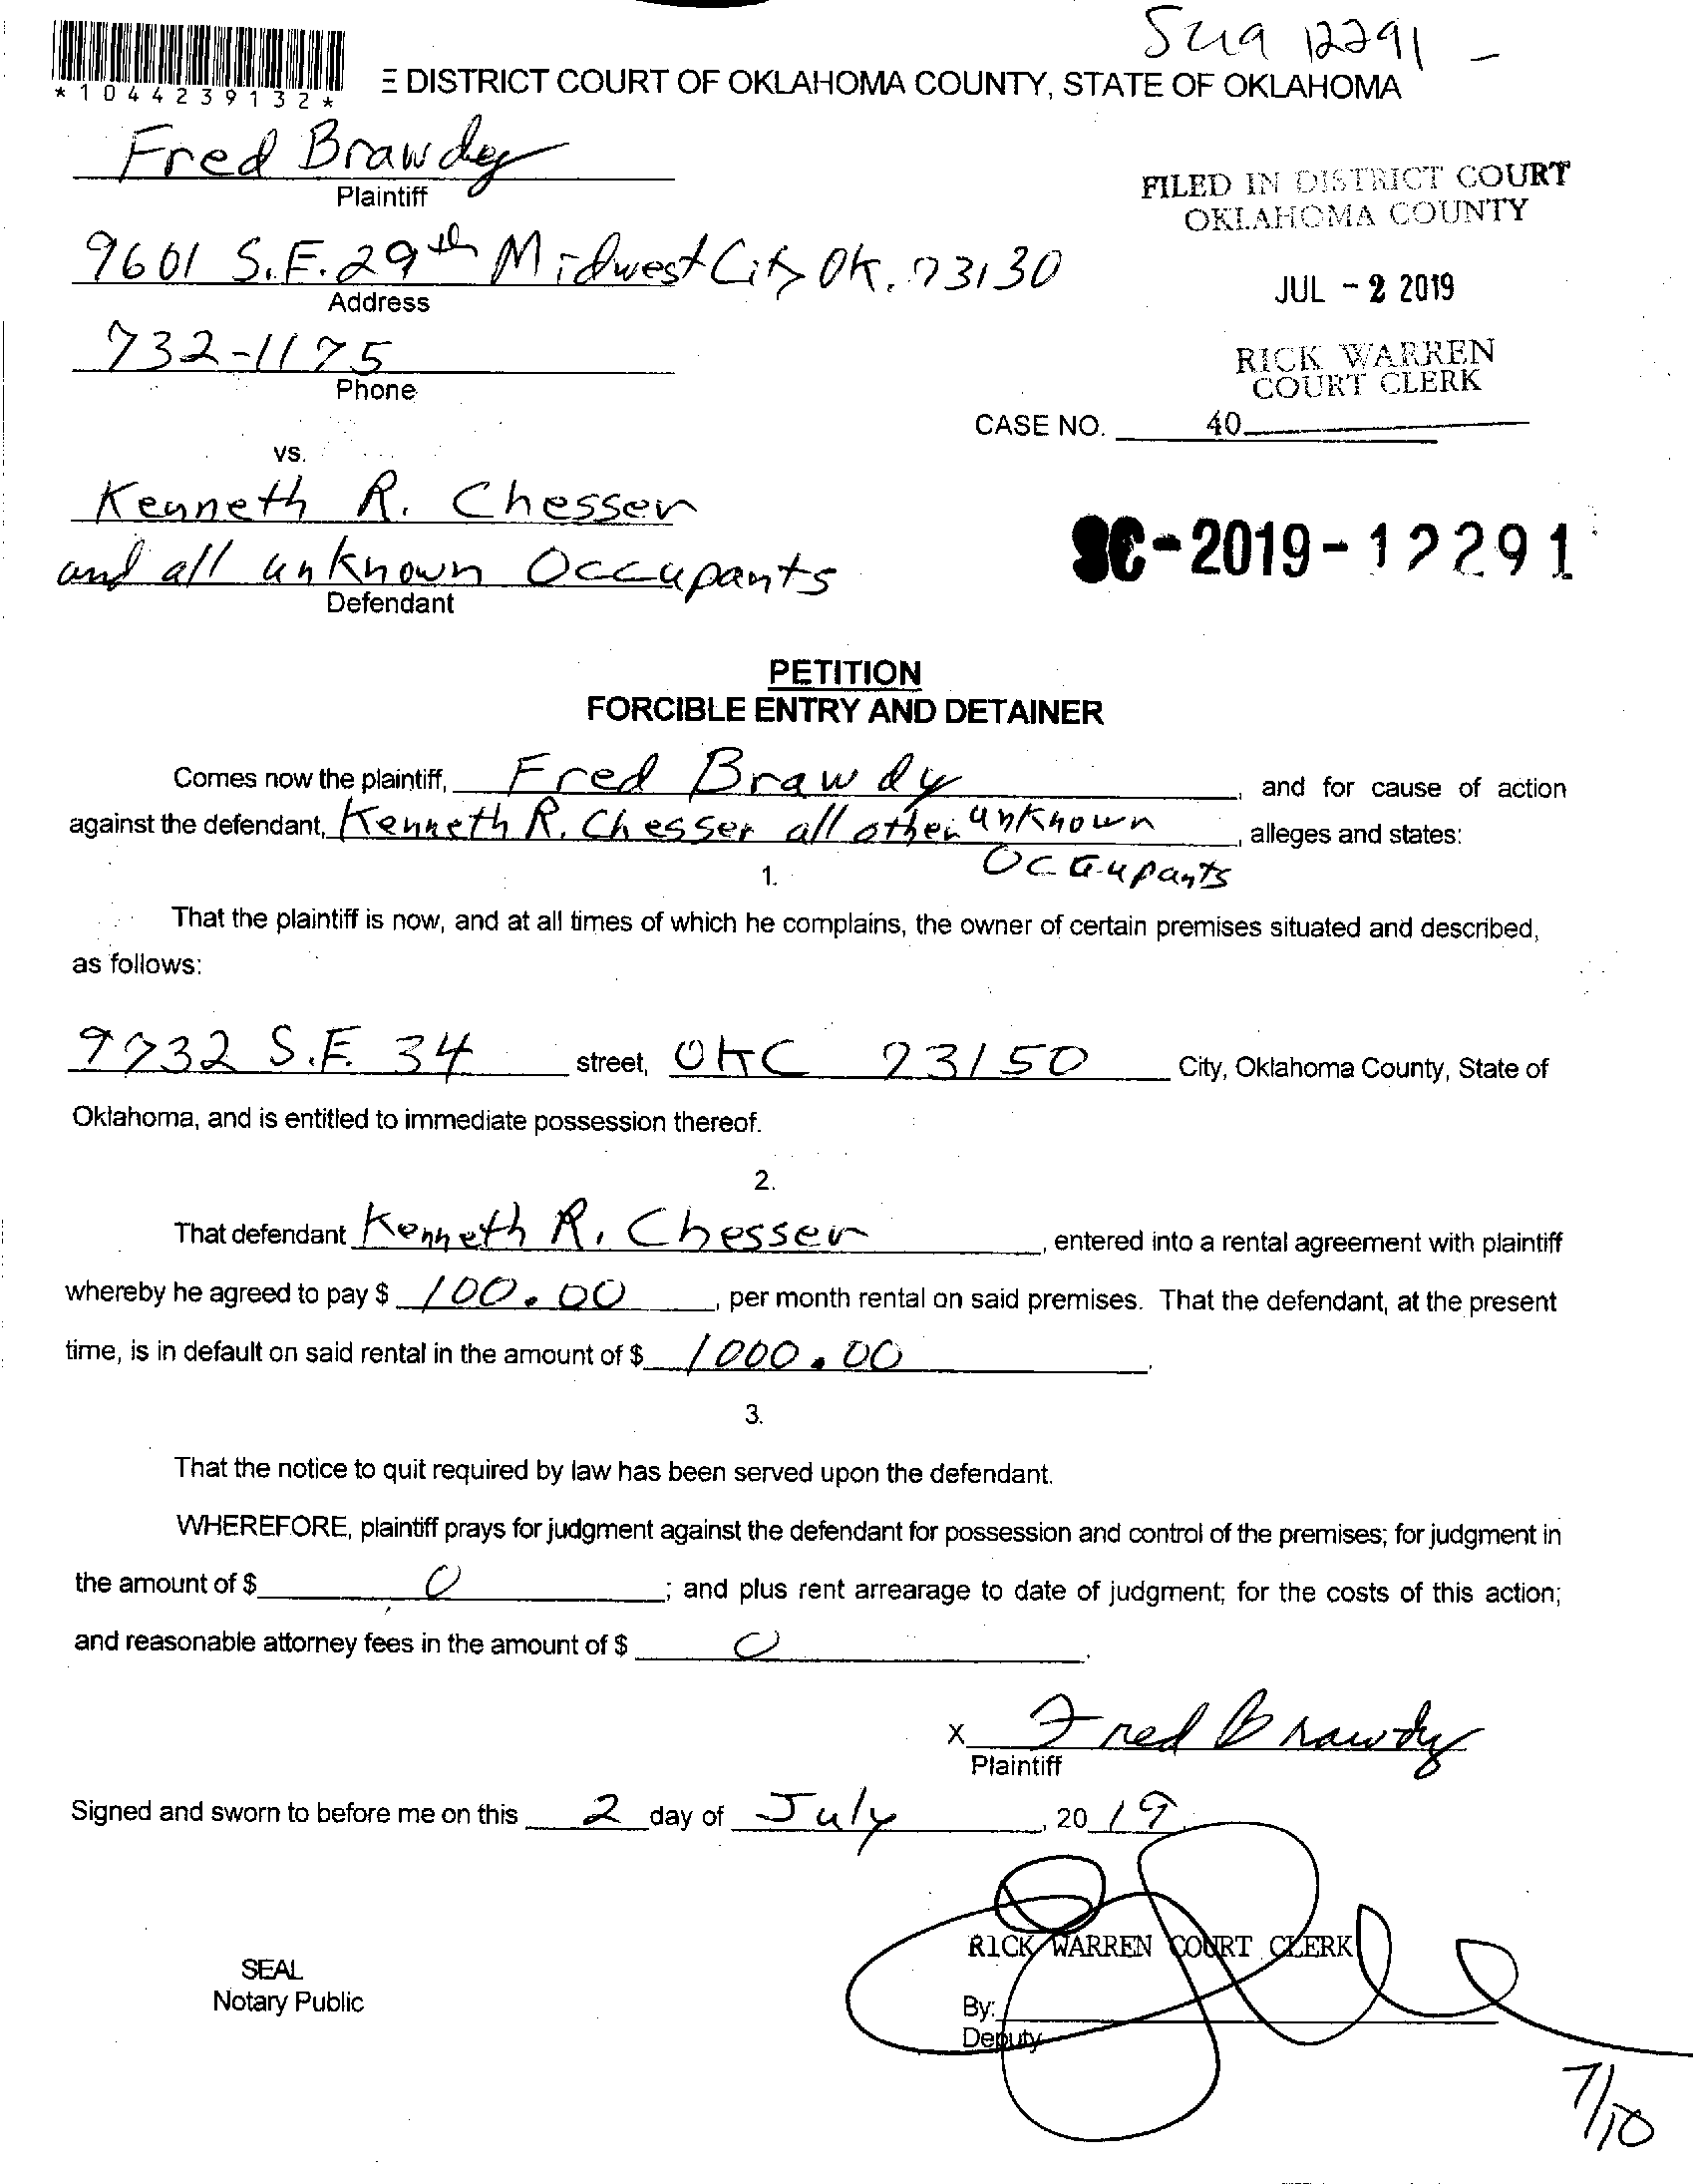 Sug 12291 -
*1044239132*
E DISTRICT COURT OF OKLAHOMA COUNTY, STATE OF OKLAHOMA
Fred Brawdy
Plaintiff
FILED IN DISTRICT COURT
OKLAHOMA COUNTY
9601 S.E. 29th Midwest City OK. 73130
Address
JUL - 2 2019
732-1175
Phone
RICK WARREN
COURT CLERK
CASE NO. 40
vs.
Kenneth R. Chesser
and all unknown Occupants
Defendant
SC-2019-12291
PETITION
FORCIBLE ENTRY AND DETAINER
Comes now the plaintiff, Fred Brawdy, and for cause of action
against the defendant, Kenneth R. Chesser all other unknown, alleges and states:
Occupants
1.
That the plaintiff is now, and at all times of which he complains, the owner of certain premises situated and described,
as follows:
9732 S.E. 34 street, OKC 73150 City, Oklahoma County, State of
Oklahoma, and is entitled to immediate possession thereof.
2.
That defendant Kenneth R. Chesser, entered into a rental agreement with plaintiff
whereby he agreed to pay $ 100.00, per month rental on said premises. That the defendant, at the present
time, is in default on said rental in the amount of $ 1000.00.
3.
That the notice to quit required by law has been served upon the defendant.
WHEREFORE, plaintiff prays for judgment against the defendant for possession and control of the premises; for judgment in
the amount of $ 0; and plus rent arrearage to date of judgment; for the costs of this action;
and reasonable attorney fees in the amount of $ 0.
X Fred Brawdy
Plaintiff
Signed and sworn to before me on this 2 day of July, 2019
RICK WARREN COURT CLERK
SEAL
Notary Public
By:
Deputy
7/10